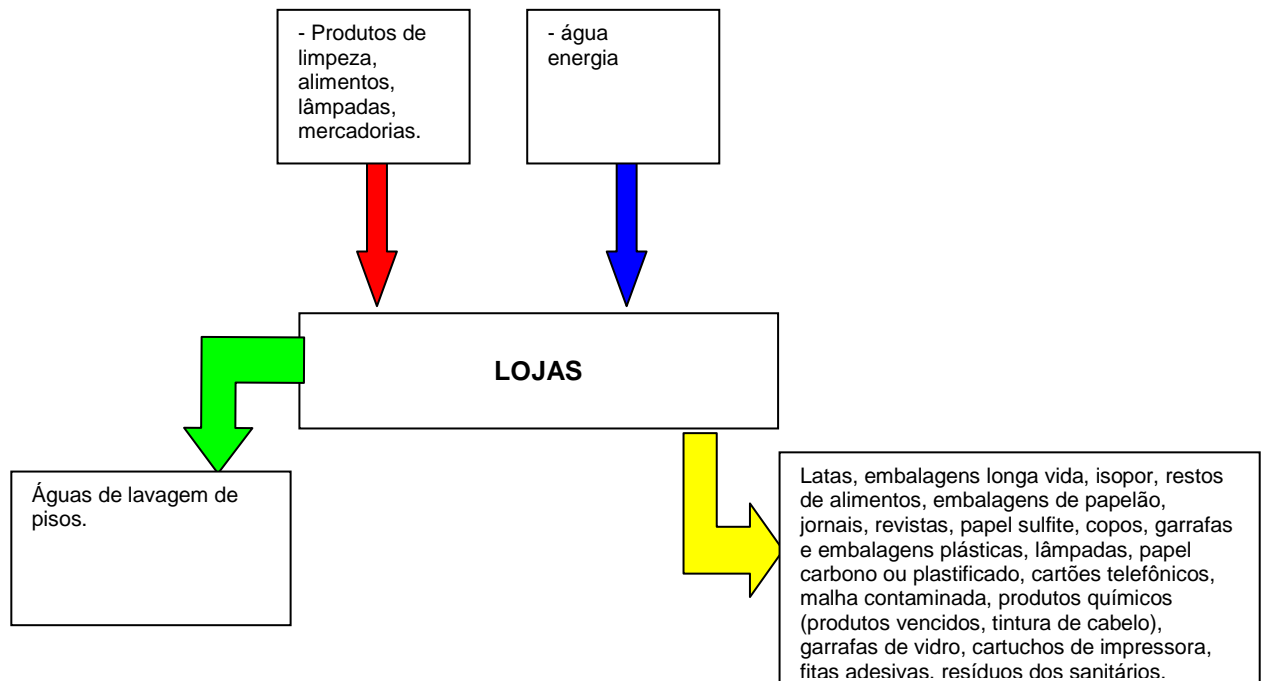 - Produtos de
limpeza,
alimentos,
lâmpadas,
mercadorias.
- água
energia
LOJAS
Águas de lavagem de
pisos.
Latas, embalagens longa vida, isopor, restos
de alimentos, embalagens de papelão,
jornais, revistas, papel sulfite, copos, garrafas
e embalagens plásticas, lâmpadas, papel
carbono ou plastificado, cartões telefônicos,
malha contaminada, produtos químicos
(produtos vencidos, tintura de cabelo),
garrafas de vidro, cartuchos de impressora,
fitas adesivas, resíduos dos sanitários.